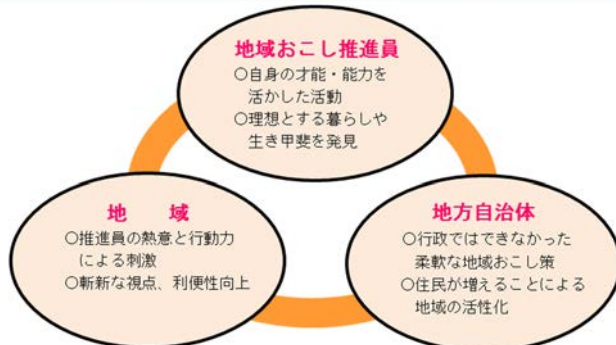 地域おこし推進員
○自身の才能・能力を
活かした活動
○理想とする暮らしや
生き甲斐を発見
地　域
○推進員の熱意と行動力
による刺激
○斬新な視点、利便性向上
地方自治体
○行政ではできなかった
柔軟な地域おこし策
○住民が増えることによる
地域の活性化